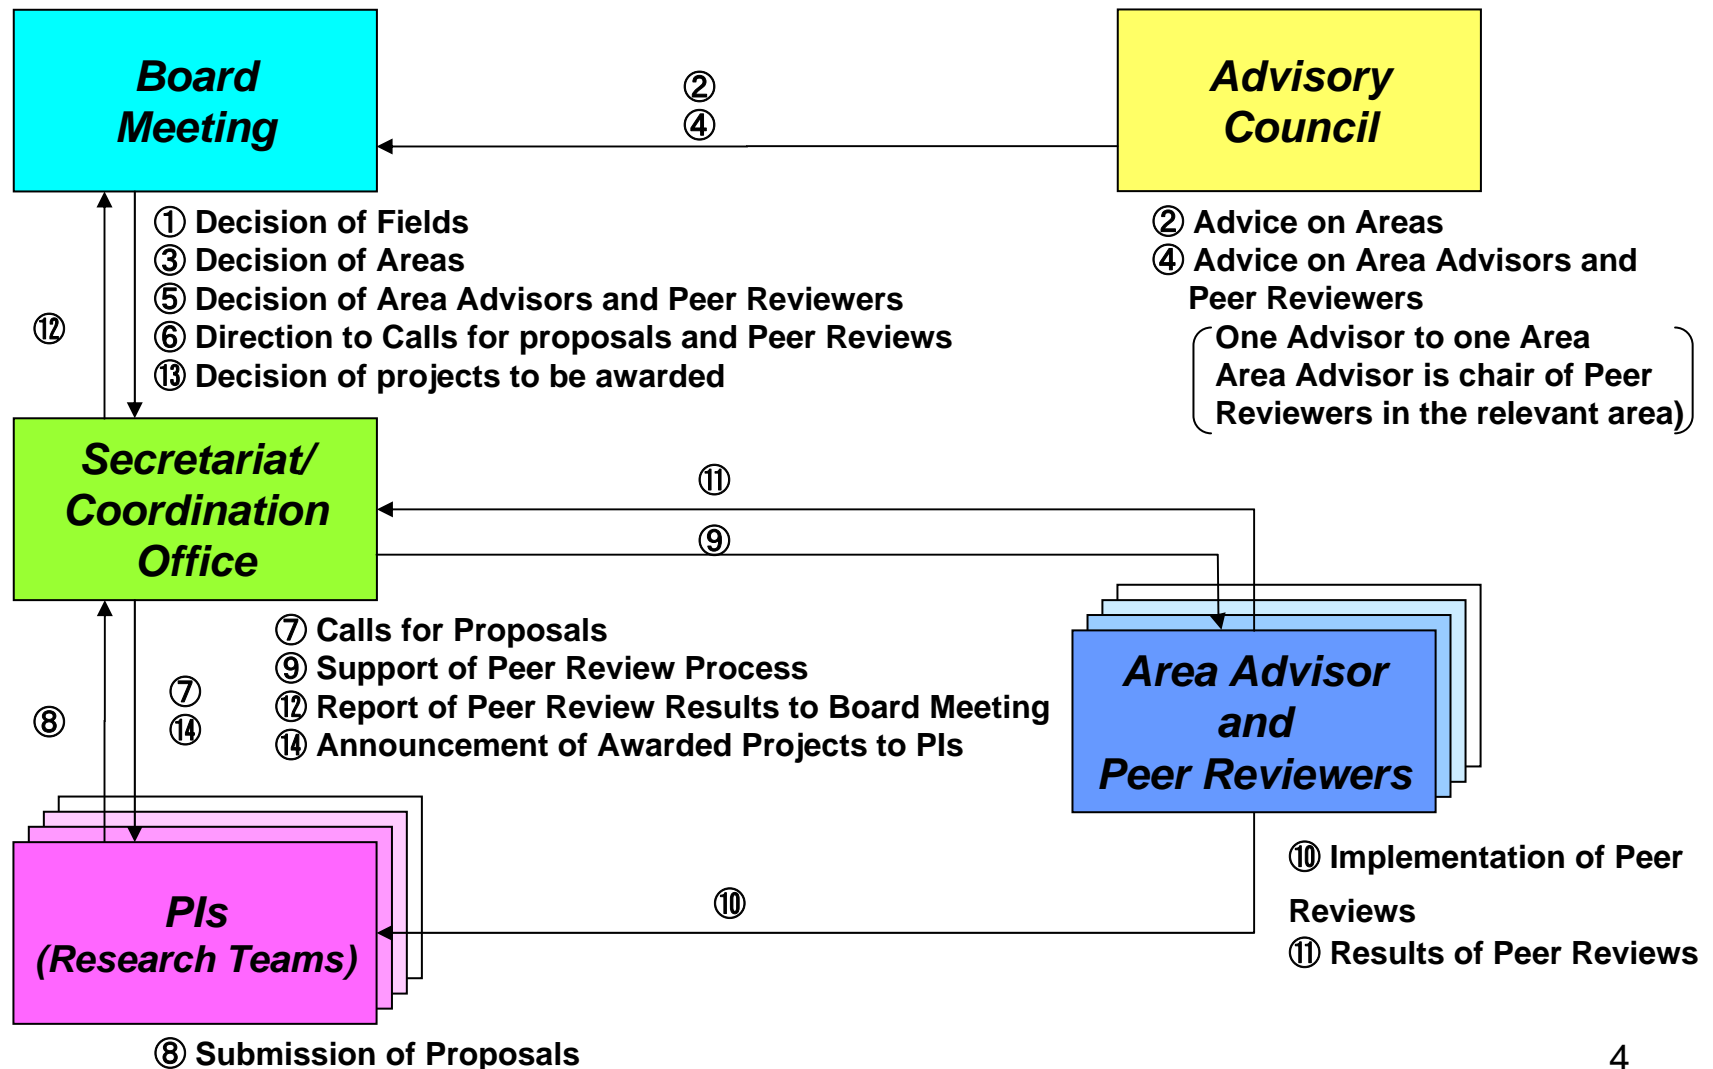 Board
Meeting
②
④
Advisory
Council
① Decision of Fields
③ Decision of Areas
⑤ Decision of Area Advisors and Peer Reviewers
⑥ Direction to Calls for proposals and Peer Reviews
⑬ Decision of projects to be awarded
⑫
② Advice on Areas
④ Advice on Area Advisors and
Peer Reviewers
One Advisor to one Area
Area Advisor is chair of Peer
Reviewers in the relevant area)
Secretariat/
Coordination
Office
⑪
⑨
⑦ Calls for Proposals
⑨ Support of Peer Review Process
⑫ Report of Peer Review Results to Board Meeting
⑭ Announcement of Awarded Projects to PIs
⑧
⑦
⑭
Area Advisor
and
Peer Reviewers
PIs
(Research Teams)
⑩
⑩ Implementation of Peer
Reviews
⑪ Results of Peer Reviews
⑧ Submission of Proposals
4